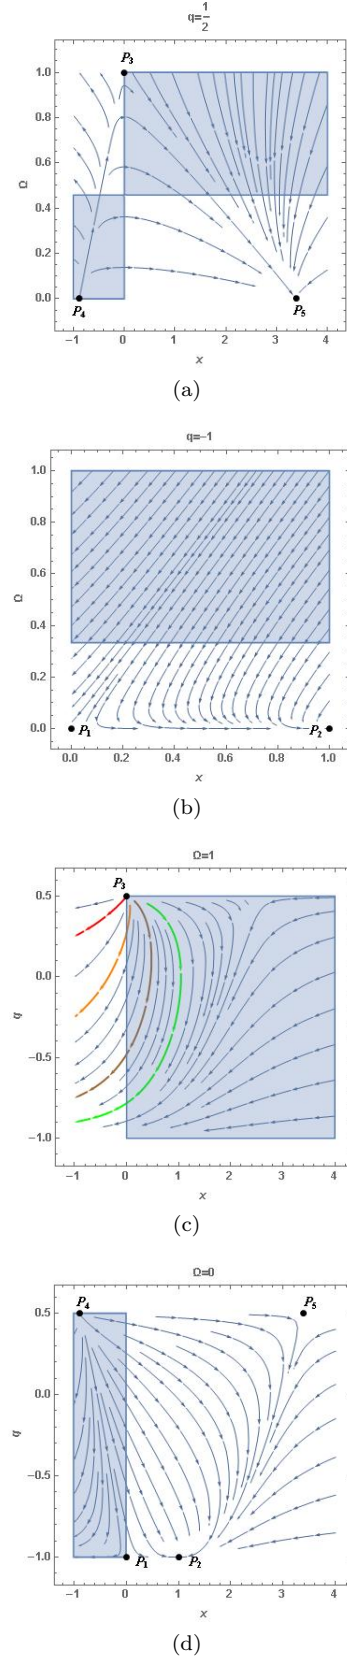 q=1/2
P3
1.0
0.8
0.6
Ω
0.4
0.2
0.0
P4
P5
-1 0 1 2 3 4
x
(a)
q=-1
1.0
0.8
0.6
Ω
0.4
0.2
0.0
P1
P2
0.0 0.2 0.4 0.6 0.8 1.0
x
(b)
Ω=1
P3
0.5
0.0
q
-0.5
-1.0
-1 0 1 2 3 4
x
(c)
Ω=0
P4
P5
0.5
0.0
q
-0.5
-1.0
P1
P2
-1 0 1 2 3 4
x
(d)